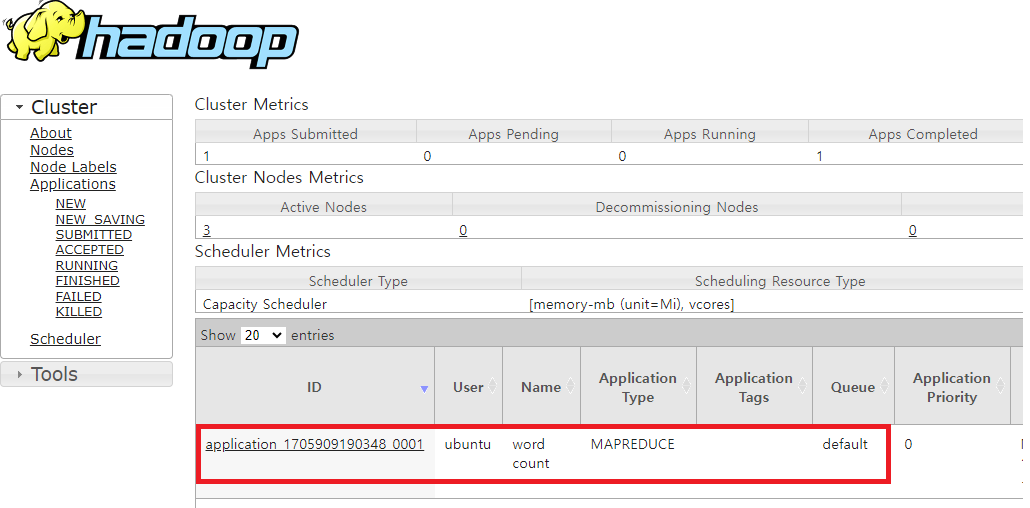 hadoop
Cluster
About
Nodes
Node Labels
Applications
NEW
NEW_SAVING
SUBMITTED
ACCEPTED
RUNNING
FINISHED
FAILED
KILLED
Scheduler
Tools
Cluster Metrics
Apps Submitted Apps Pending Apps Running Apps Completed
1 0 0 1
Cluster Nodes Metrics
Active Nodes Decommissioning Nodes
3 0 0
Scheduler Metrics
Scheduler Type Scheduling Resource Type
Capacity Scheduler [memory-mb (unit=Mi), vcores]
Show 20 entries
ID User Name Application Type Application Tags Queue Application Priority
application_1705909190348_0001 ubuntu word count MAPREDUCE default 0